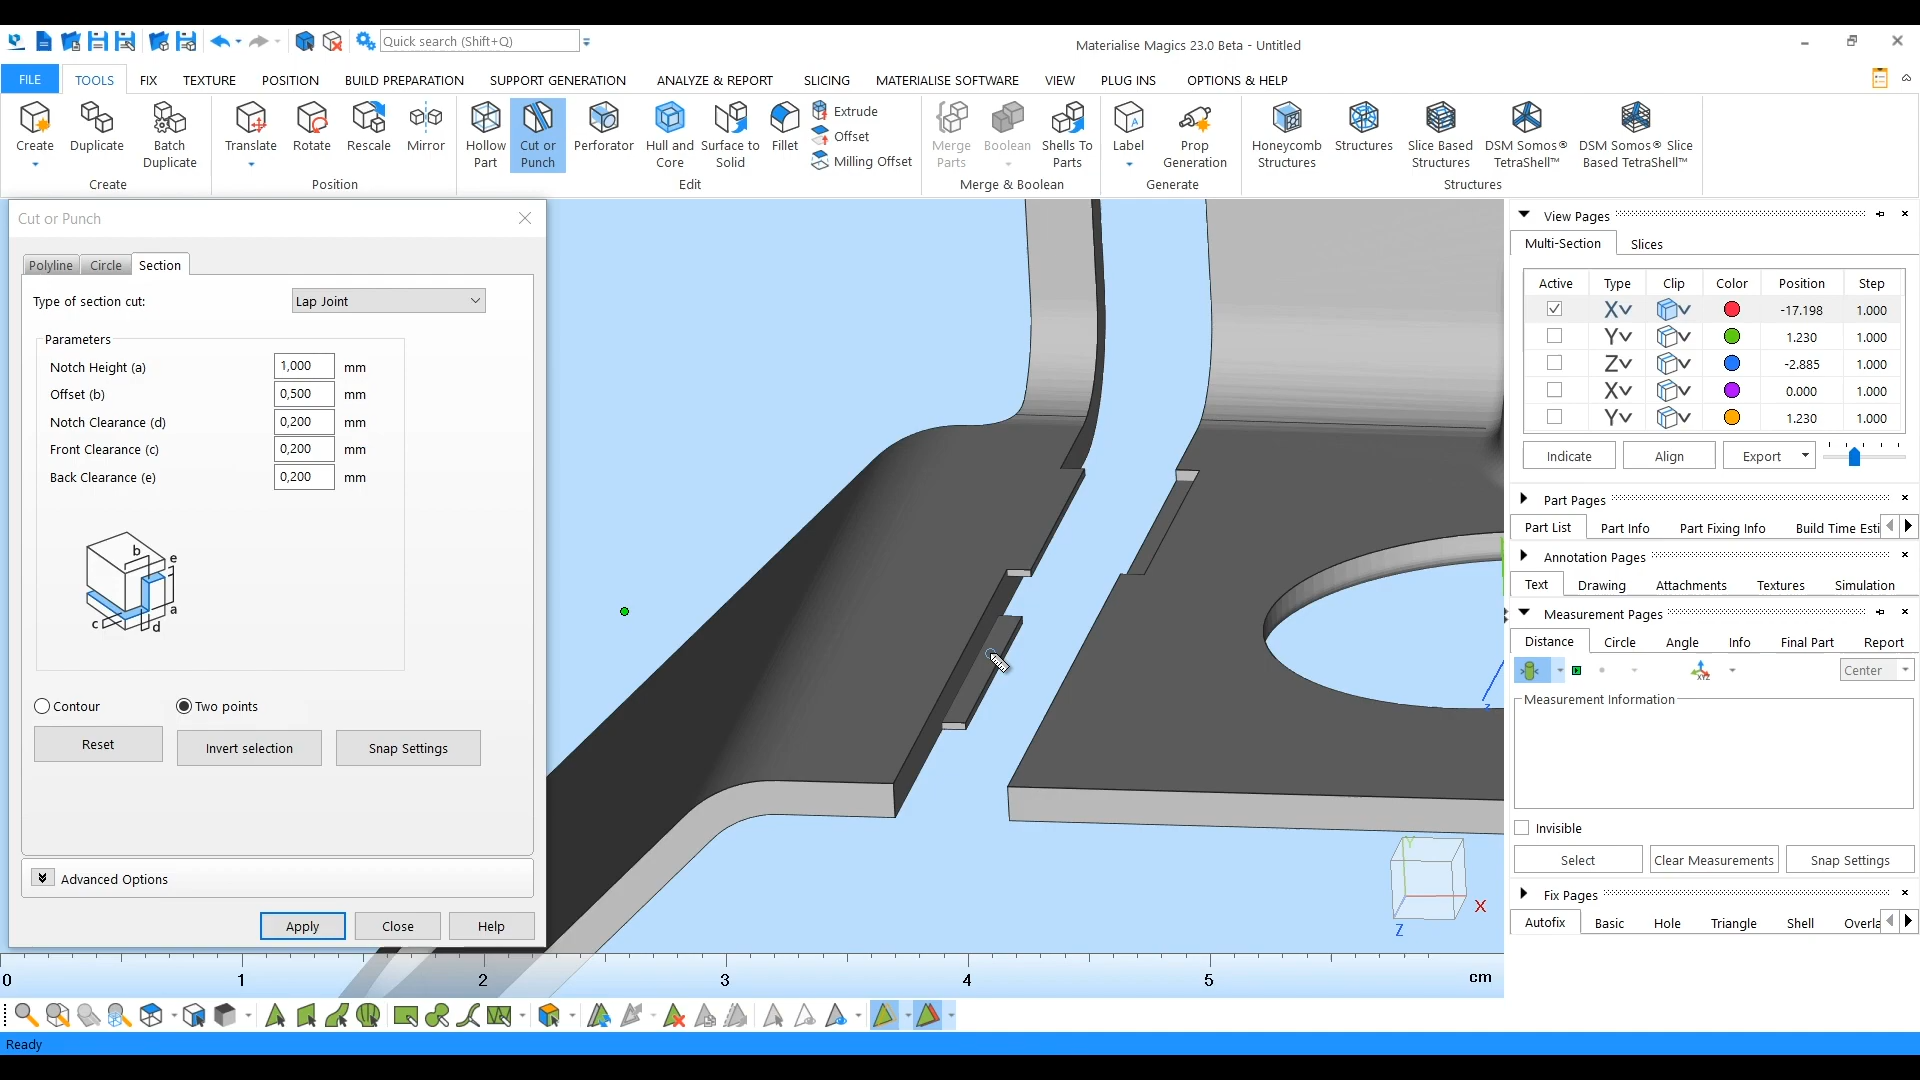 Quick search (Shift+Q)
Materialise Magics 23.0 Beta - Untitled
FILE TOOLS FIX TEXTURE POSITION BUILD PREPARATION SUPPORT GENERATION ANALYZE & REPORT SLICING MATERIALISE SOFTWARE VIEW PLUG INS OPTIONS & HELP
Create
Duplicate
Batch
Duplicate
Create
Translate
Rotate
Rescale
Mirror
Position
Hollow
Part
Cut or
Punch
Perforator
Hull and
Core
Surface to
Solid
Fillet
Extrude
Offset
Milling Offset
Edit
Merge
Parts
Boolean
Shells To
Parts
Merge & Boolean
Label
Prop
Generation
Generate
Honeycomb
Structures
Structures
Slice Based
Structures
DSM Somos®
TetraShell™
DSM Somos® Slice
Based TetraShell™
Structures
Cut or Punch
Polyline Circle Section
Type of section cut: Lap Joint
Parameters
Notch Height (a) 1,000 mm
Offset (b) 0,500 mm
Notch Clearance (d) 0,200 mm
Front Clearance (c) 0,200 mm
Back Clearance (e) 0,200 mm
b
e
a
c
d
Contour Two points
Reset Invert selection Snap Settings
Advanced Options
Apply Close Help
Y
X
Z
z
0 1 2 3 4 5 cm
View Pages
Multi-Section Slices
Active Type Clip Color Position Step
X -17.198 1.000
Y 1.230 1.000
Z -2.885 1.000
X 0.000 1.000
Y 1.230 1.000
Indicate Align Export
Part Pages
Part List Part Info Part Fixing Info Build Time Esti
Annotation Pages
Text Drawing Attachments Textures Simulation
Measurement Pages
Distance Circle Angle Info Final Part Report
XYZ
Center
Measurement Information
Invisible
Select Clear Measurements Snap Settings
Fix Pages
Autofix Basic Hole Triangle Shell Overla
Ready